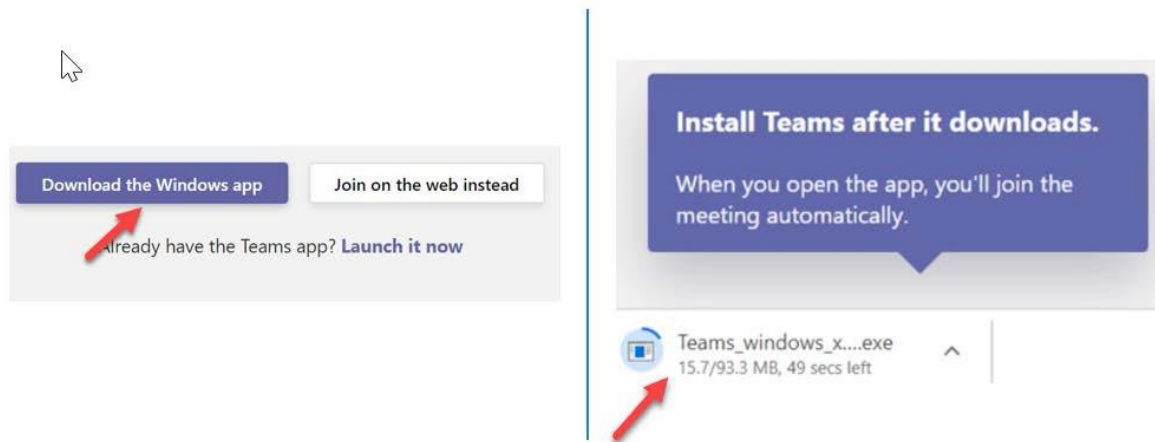 Download the Windows app
Join on the web instead
Already have the Teams app? Launch it now
Install Teams after it downloads.
When you open the app, you'll join the
meeting automatically.
Teams_windows_x....exe
15.7/93.3 MB, 49 secs left